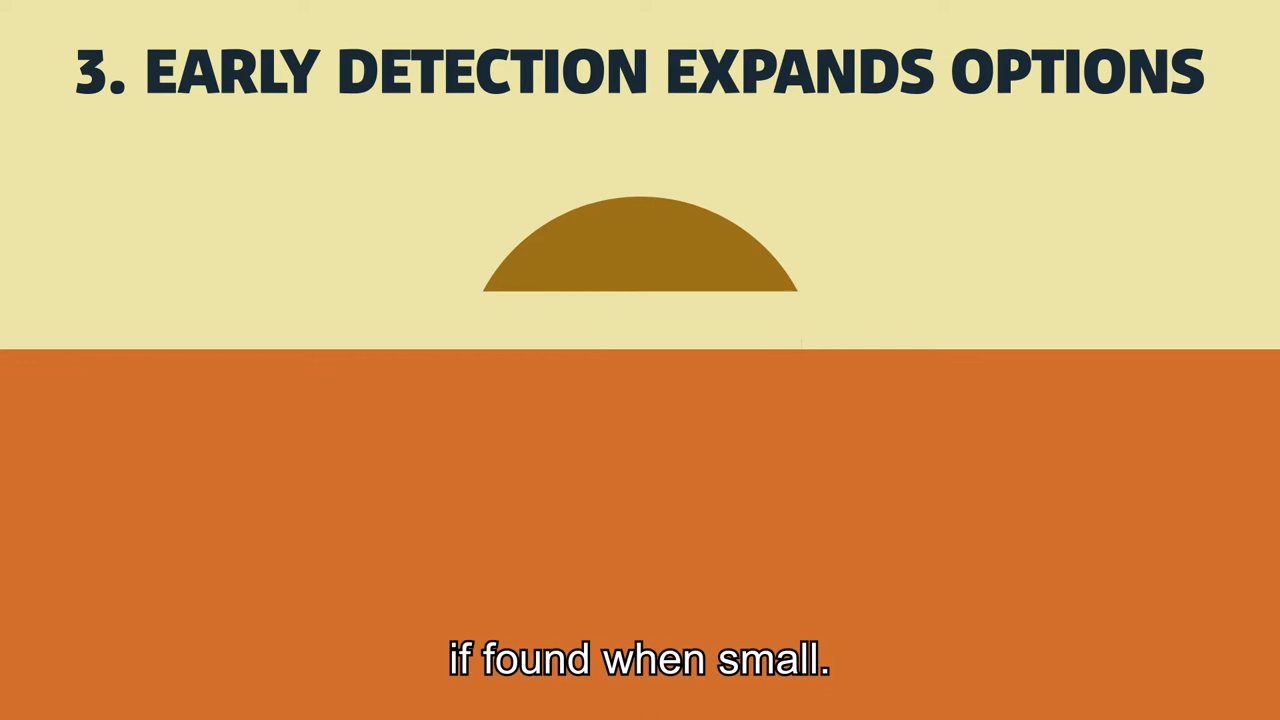 3. EARLY DETECTION EXPANDS OPTIONS
if found when small.